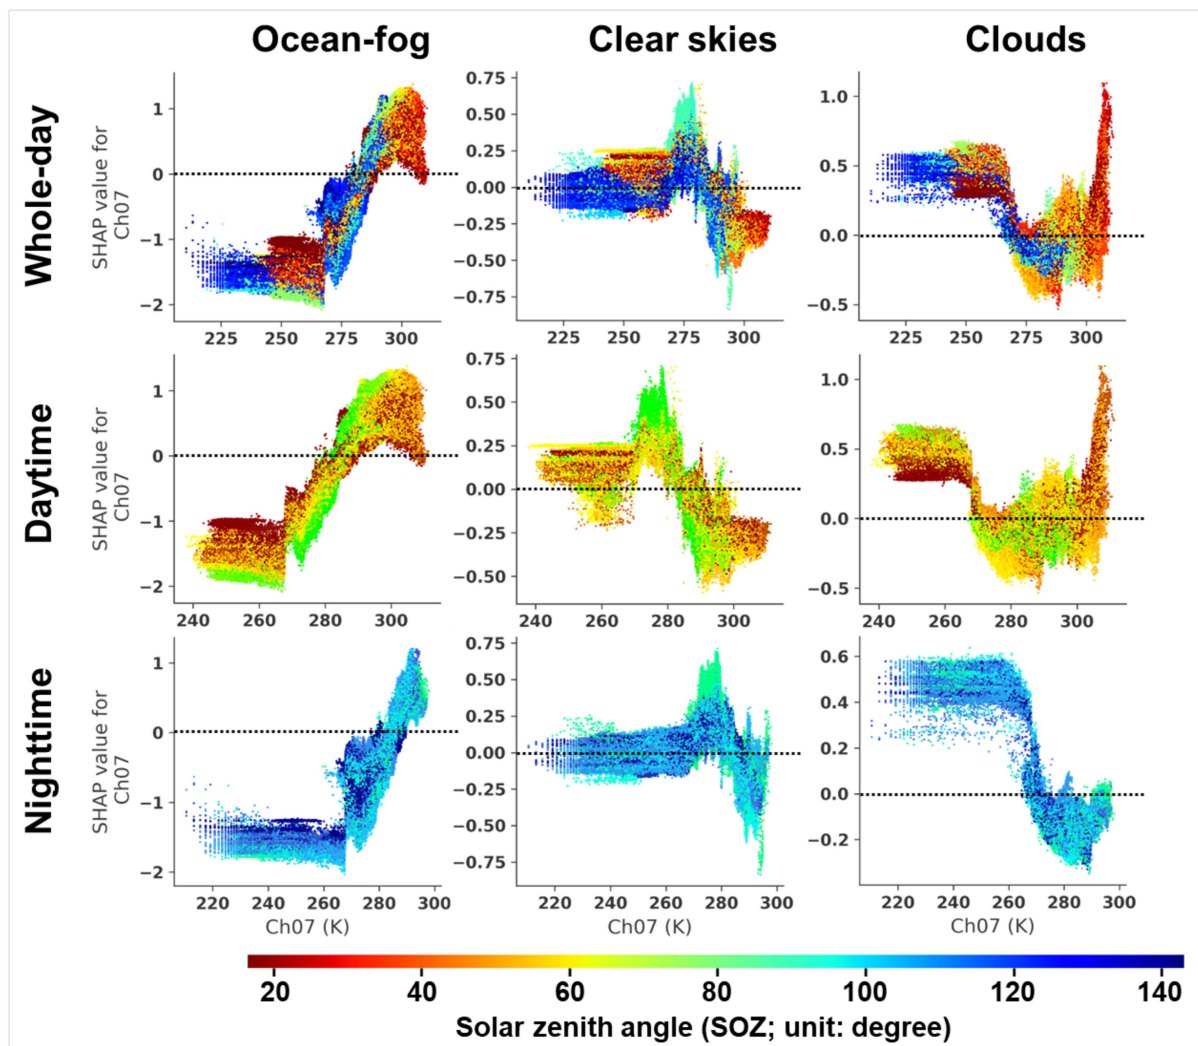 Ocean-fog Clear skies Clouds
Whole-day
SHAP value for
Ch07
1
0
−1
−2
225 250 275 300
0.75
0.50
0.25
0.00
−0.25
−0.50
−0.75
225 250 275 300
1.0
0.5
0.0
−0.5
225 250 275 300
Daytime
SHAP value for
Ch07
1
0
−1
−2
240 260 280 300
0.75
0.50
0.25
0.00
−0.25
−0.50
240 260 280 300
1.0
0.5
0.0
−0.5
240 260 280 300
Nighttime
SHAP value for
Ch07
1
0
−1
−2
220 240 260 280 300
Ch07 (K)
0.75
0.50
0.25
0.00
−0.25
−0.50
−0.75
220 240 260 280 300
Ch07 (K)
0.6
0.4
0.2
0.0
−0.2
220 240 260 280 300
Ch07 (K)
20 40 60 80 100 120 140
Solar zenith angle (SOZ; unit: degree)